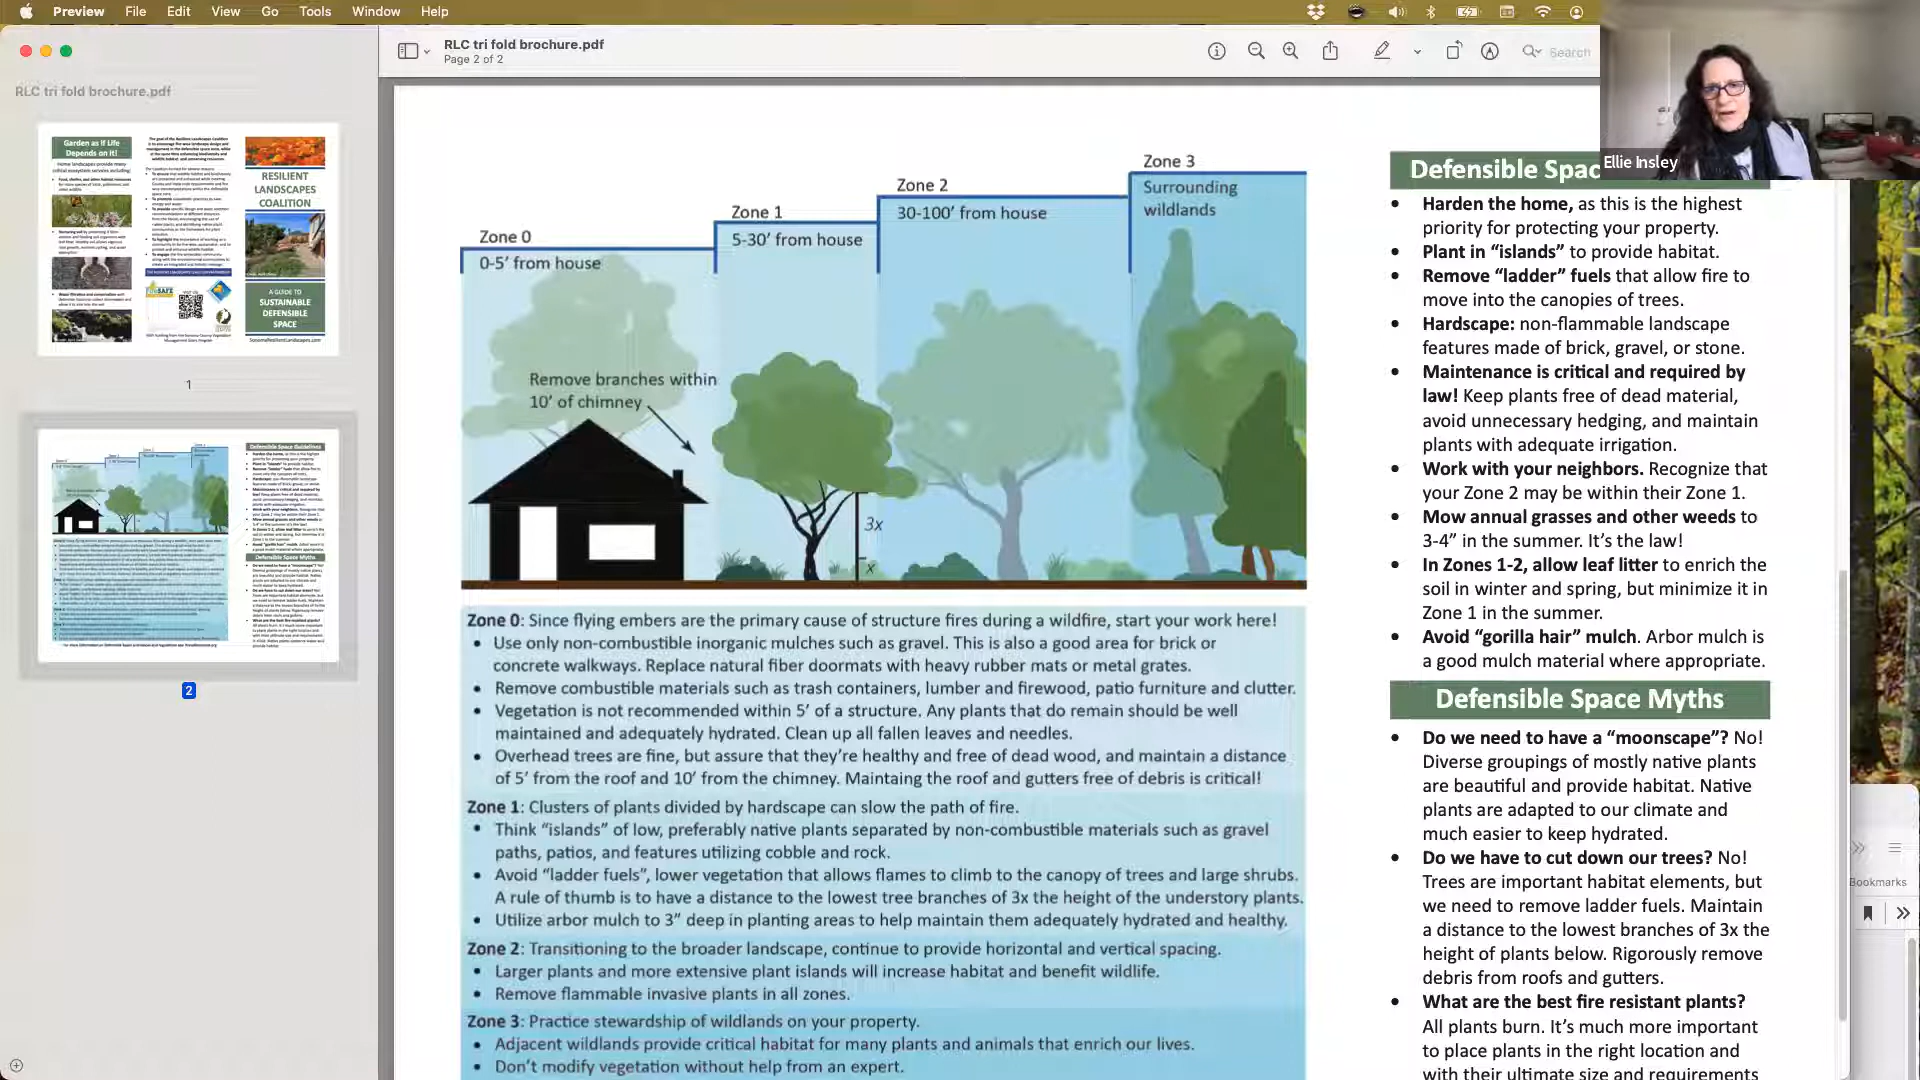 Preview File Edit View Go Tools Window Help
RLC tri fold brochure.pdf
Page 2 of 2
Search
Ellie Insley
RLC tri fold brochure.pdf
Garden as If Life
Depends on It!
RESILIENT
LANDSCAPES
COALITION
A GUIDE TO
SUSTAINABLE
DEFENSIBLE
SPACE
1
Defensible Space Guidelines
Defensible Space Myths
2
Zone 0
0-5’ from house
Zone 1
5-30’ from house
Zone 2
30-100’ from house
Zone 3
Surrounding
wildlands
Remove branches within
10’ of chimney
3x
x
Zone 0: Since flying embers are the primary cause of structure fires during a wildfire, start your work here!
• Use only non-combustible inorganic mulches such as gravel. This is also a good area for brick or
concrete walkways. Replace natural fiber doormats with heavy rubber mats or metal grates.
• Remove combustible materials such as trash containers, lumber and firewood, patio furniture and clutter.
• Vegetation is not recommended within 5’ of a structure. Any plants that do remain should be well
maintained and adequately hydrated. Clean up all fallen leaves and needles.
• Overhead trees are fine, but assure that they’re healthy and free of dead wood, and maintain a distance
of 5’ from the roof and 10’ from the chimney. Maintaing the roof and gutters free of debris is critical!
Zone 1: Clusters of plants divided by hardscape can slow the path of fire.
• Think “islands” of low, preferably native plants separated by non-combustible materials such as gravel
paths, patios, and features utilizing cobble and rock.
• Avoid “ladder fuels”, lower vegetation that allows flames to climb to the canopy of trees and large shrubs.
A rule of thumb is to have a distance to the lowest tree branches of 3x the height of the understory plants.
• Utilize arbor mulch to 3” deep in planting areas to help maintain them adequately hydrated and healthy.
Zone 2: Transitioning to the broader landscape, continue to provide horizontal and vertical spacing.
• Larger plants and more extensive plant islands will increase habitat and benefit wildlife.
• Remove flammable invasive plants in all zones.
Zone 3: Practice stewardship of wildlands on your property.
• Adjacent wildlands provide critical habitat for many plants and animals that enrich our lives.
• Don’t modify vegetation without help from an expert.
Defensible Spac
• Harden the home, as this is the highest
priority for protecting your property.
• Plant in “islands” to provide habitat.
• Remove “ladder” fuels that allow fire to
move into the canopies of trees.
• Hardscape: non-flammable landscape
features made of brick, gravel, or stone.
• Maintenance is critical and required by
law! Keep plants free of dead material,
avoid unnecessary hedging, and maintain
plants with adequate irrigation.
• Work with your neighbors. Recognize that
your Zone 2 may be within their Zone 1.
• Mow annual grasses and other weeds to
3-4” in the summer. It’s the law!
• In Zones 1-2, allow leaf litter to enrich the
soil in winter and spring, but minimize it in
Zone 1 in the summer.
• Avoid “gorilla hair” mulch. Arbor mulch is
a good mulch material where appropriate.
Defensible Space Myths
• Do we need to have a “moonscape”? No!
Diverse groupings of mostly native plants
are beautiful and provide habitat. Native
plants are adapted to our climate and
much easier to keep hydrated.
• Do we have to cut down our trees? No!
Trees are important habitat elements, but
we need to remove ladder fuels. Maintain
a distance to the lowest branches of 3x the
height of plants below. Rigorously remove
debris from roofs and gutters.
• What are the best fire resistant plants?
All plants burn. It’s much more important
to place plants in the right location and
with their ultimate size and requirements
Bookmarks